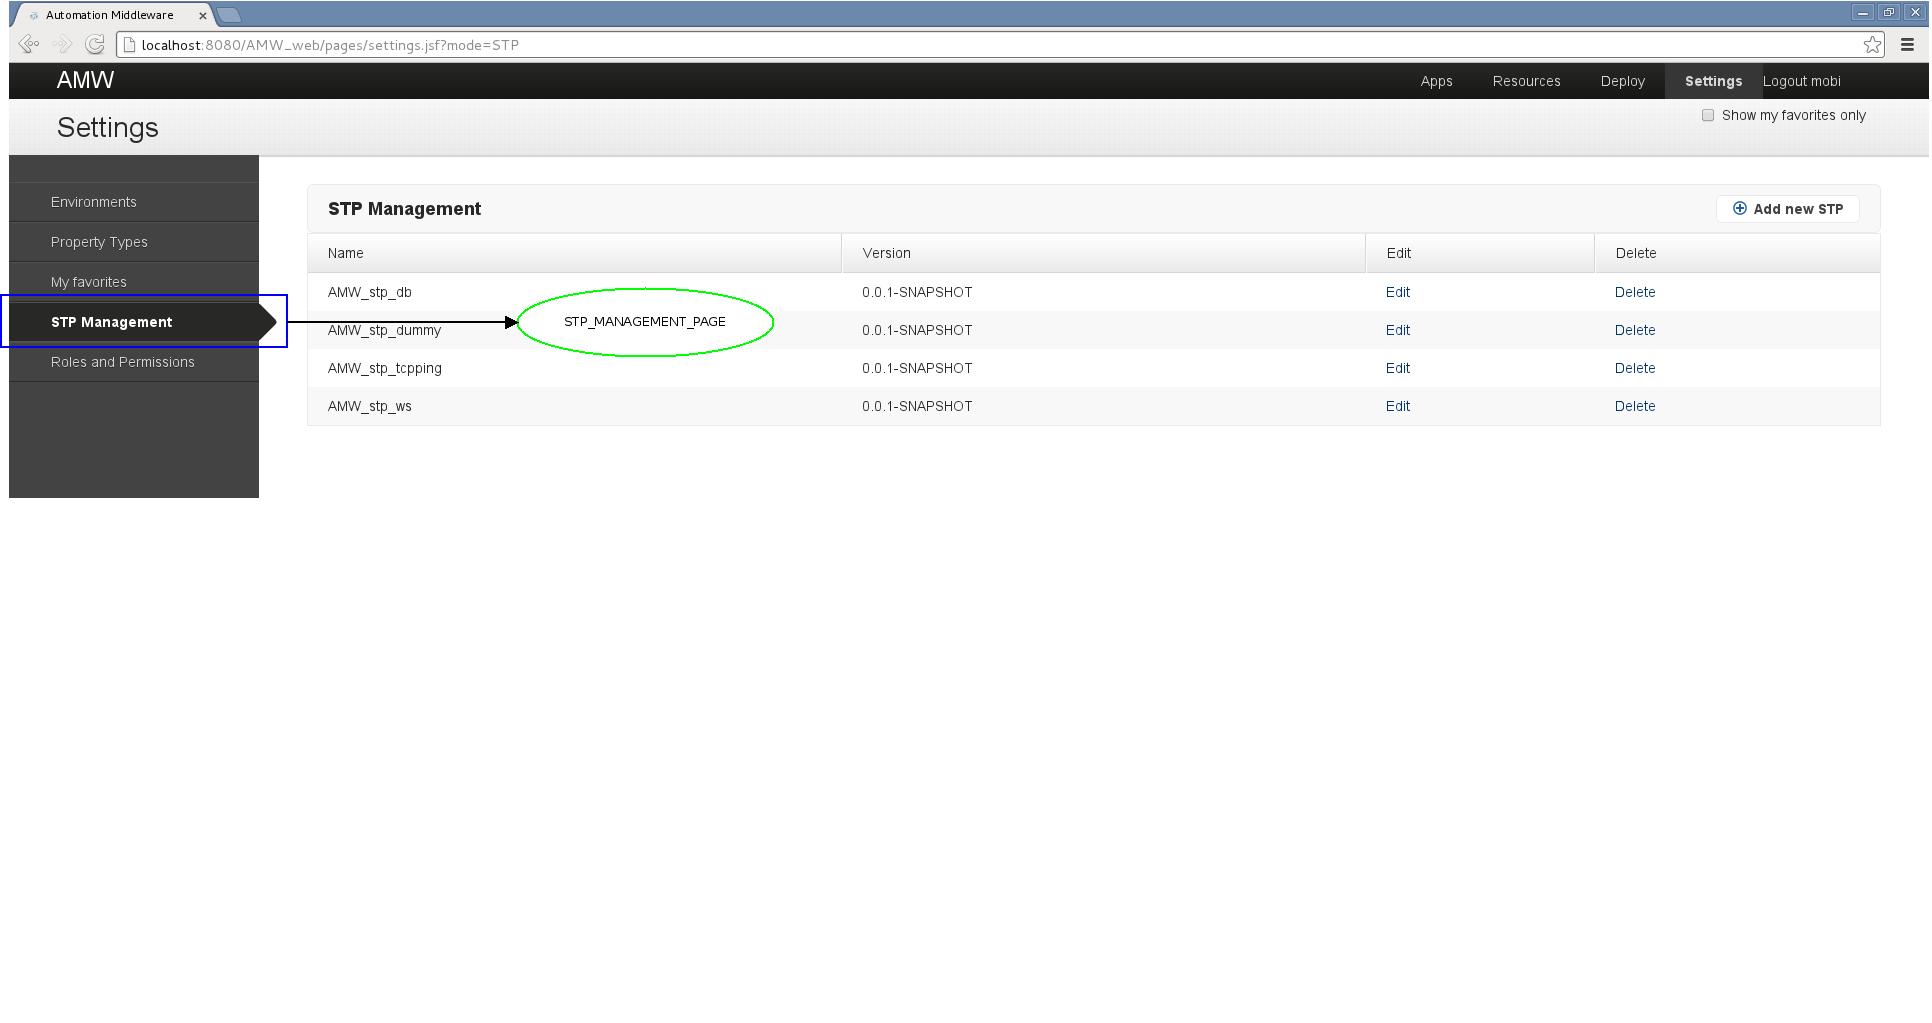 Automation Middleware
localhost:8080/AMW_web/pages/settings.jsf?mode=STP
AMW
Apps Resources Deploy Settings Logout mobi
Settings
Show my favorites only
Environments
Property Types
My favorites
STP Management
Roles and Permissions
STP Management
Add new STP
Name Version Edit Delete
AMW_stp_db 0.0.1-SNAPSHOT Edit Delete
STP_MANAGEMENT_PAGE
AMW_stp_dummy 0.0.1-SNAPSHOT Edit Delete
AMW_stp_tcpping 0.0.1-SNAPSHOT Edit Delete
AMW_stp_ws 0.0.1-SNAPSHOT Edit Delete